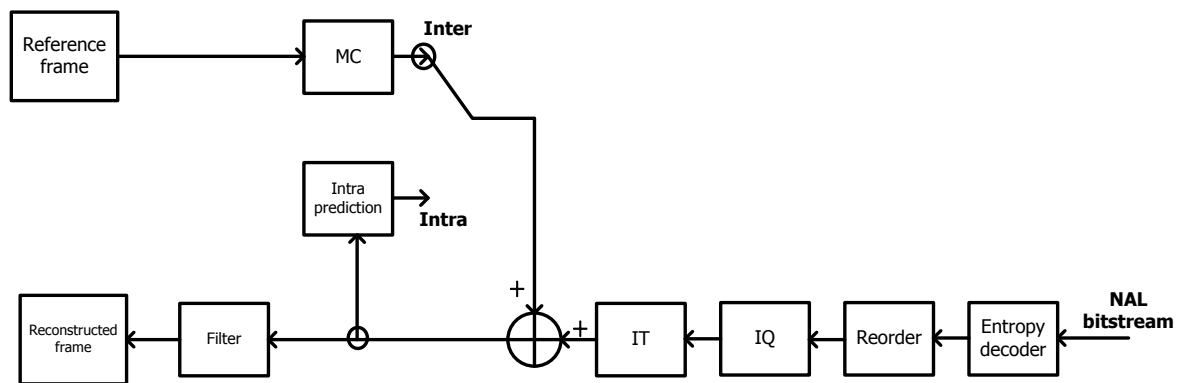 Reference
frame
MC
Inter
Intra
prediction
Intra
+
+
Reconstructed
frame
Filter
IT
IQ
Reorder
Entropy
decoder
NAL
bitstream